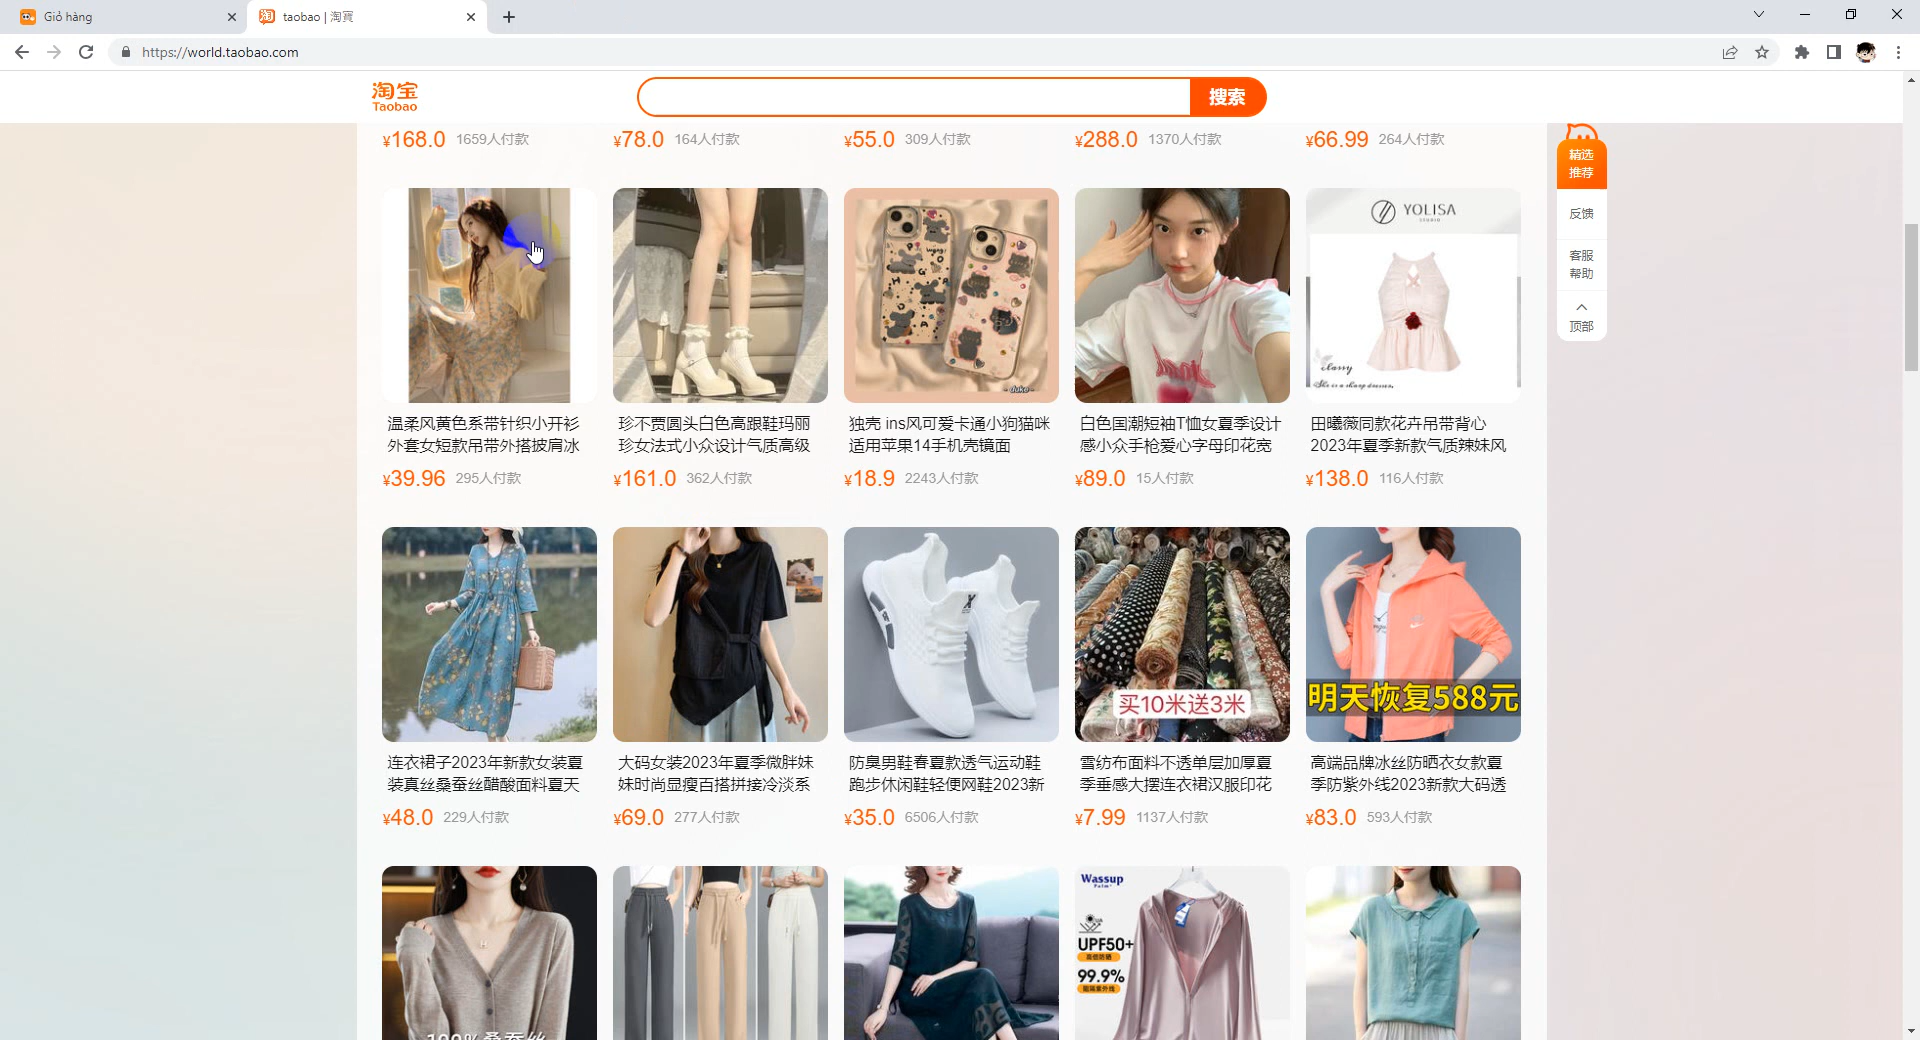 Giỏ hàng
taobao | 淘寶
https://world.taobao.com
淘宝
Taobao
搜索
¥168.0 1659人付款
¥78.0 164人付款
¥55.0 309人付款
¥288.0 1370人付款
¥66.99 264人付款
精选
推荐
反馈
客服
帮助
顶部
YOLISA
STUDIO
classy
She is a sharp dresser.
duke
温柔风黄色系带针织小开衫
外套女短款吊带外搭披肩冰
¥39.96 295人付款
珍不贾圆头白色高跟鞋玛丽
珍女法式小众设计气质高级
¥161.0 362人付款
独壳 ins风可爱卡通小狗猫咪
适用苹果14手机壳镜面
¥18.9 2243人付款
白色国潮短袖T恤女夏季设计
感小众手枪爱心字母印花宽
¥89.0 15人付款
田曦薇同款花卉吊带背心
2023年夏季新款气质辣妹风
¥138.0 116人付款
买10米送3米
明天恢复588元
连衣裙子2023年新款女装夏
装真丝桑蚕丝醋酸面料夏天
¥48.0 229人付款
大码女装2023年夏季微胖妹
妹时尚显瘦百搭拼接冷淡系
¥69.0 277人付款
防臭男鞋春夏款透气运动鞋
跑步休闲鞋轻便网鞋2023新
¥35.0 6506人付款
雪纺布面料不透单层加厚夏
季垂感大摆连衣裙汉服印花
¥7.99 1137人付款
高端品牌冰丝防晒衣女款夏
季防紫外线2023新款大码透
¥83.0 593人付款
100%桑蚕丝
Wassup
UPF50+
高倍防晒
99.9%
阻隔紫外线